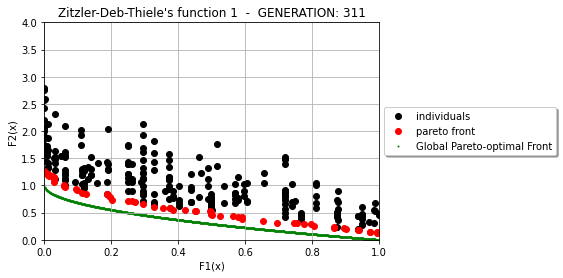 Zitzler-Deb-Thiele's function 1 - GENERATION: 311
4.0
3.5
3.0
2.5
2.0
1.5
1.0
0.5
0.0
F2(x)
0.0 0.2 0.4 0.6 0.8 1.0
F1(x)
individuals
pareto front
Global Pareto-optimal Front